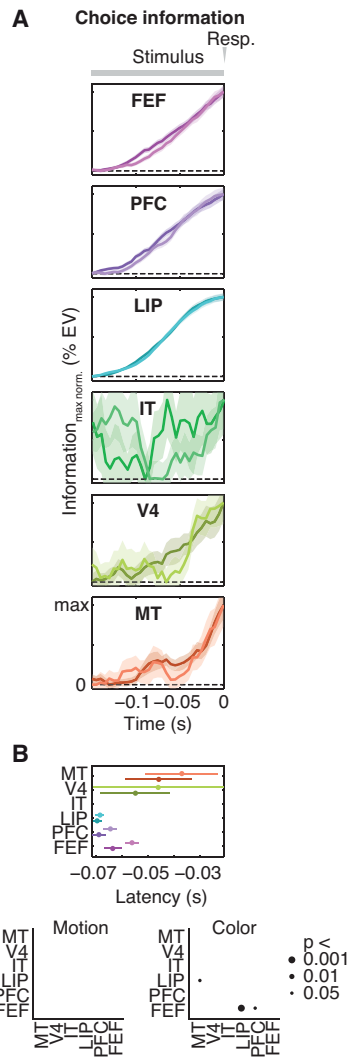 A Choice information
Resp.
Stimulus
FEF
PFC
LIP
IT
V4
MT
Information max norm. (% EV)
max
0
−0.1 −0.05 0
Time (s)
B
MT
V4
IT
LIP
PFC
FEF
−0.07 −0.05 −0.03
Latency (s)
Motion
MT
V4
IT
LIP
PFC
FEF
MT V4 IT LIP PFC FEF
Color
MT
V4
IT
LIP
PFC
FEF
MT V4 IT LIP PFC FEF
p <
0.001
0.01
0.05